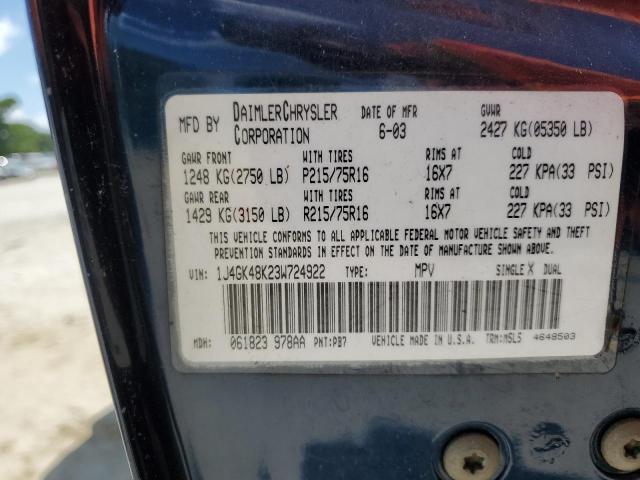 MFD BY DAIMLERCHRYSLER CORPORATION DATE OF MFR 6-03 GVWR 2427 KG(05350 LB)
GAWR FRONT WITH TIRES RIMS AT COLD
1248 KG(2750 LB) P215/75R16 16X7 227 KPA(33 PSI)
GAWR REAR WITH TIRES RIMS AT COLD
1429 KG(3150 LB) R215/75R16 16X7 227 KPA(33 PSI)
THIS VEHICLE CONFORMS TO ALL APPLICABLE FEDERAL MOTOR VEHICLE SAFETY AND THEFT
PREVENTION STANDARDS IN EFFECT ON THE DATE OF MANUFACTURE SHOWN ABOVE.
VIN: 1J4GK48K23W724922 TYPE: MPV SINGLE X DUAL
MDH: 061823 978AA PNT:PB7 VEHICLE MADE IN U.S.A. TRM:MSL5 4648503